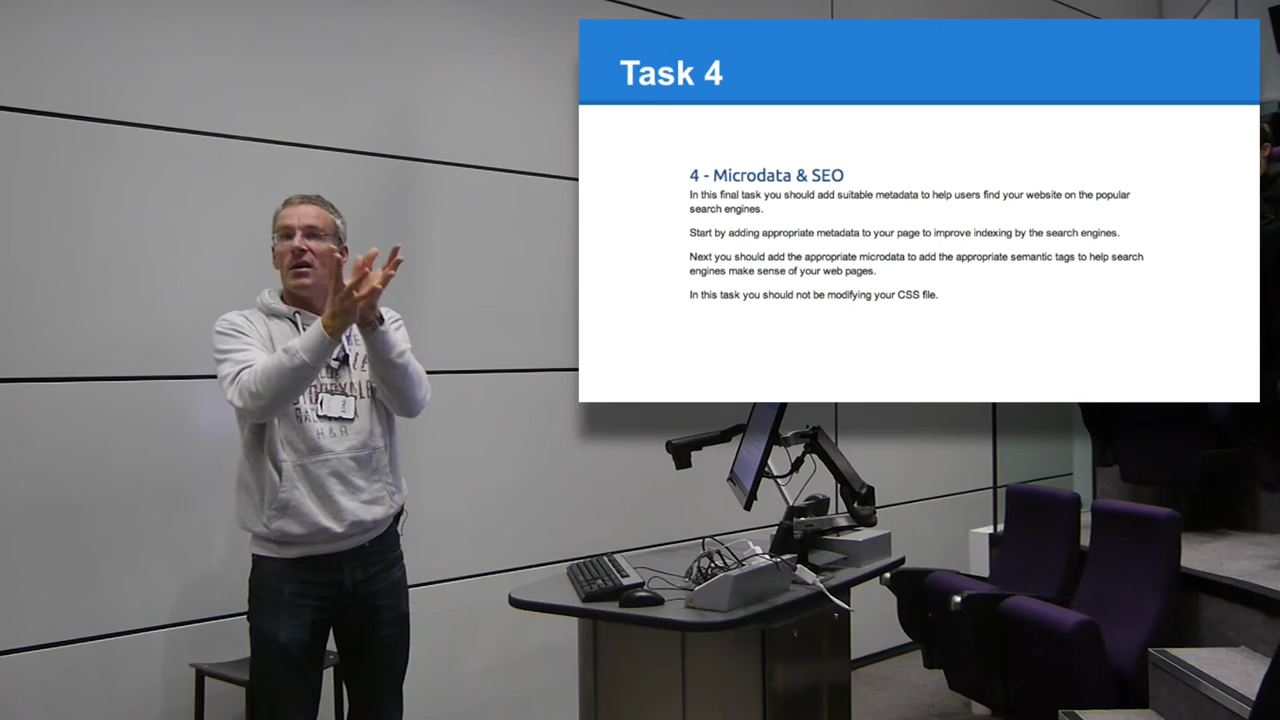 Task 4
4 - Microdata & SEO
In this final task you should add suitable metadata to help users find your website on the popular
search engines.
Start by adding appropriate metadata to your page to improve indexing by the search engines.
Next you should add the appropriate microdata to add the appropriate semantic tags to help search
engines make sense of your web pages.
In this task you should not be modifying your CSS file.
H&R